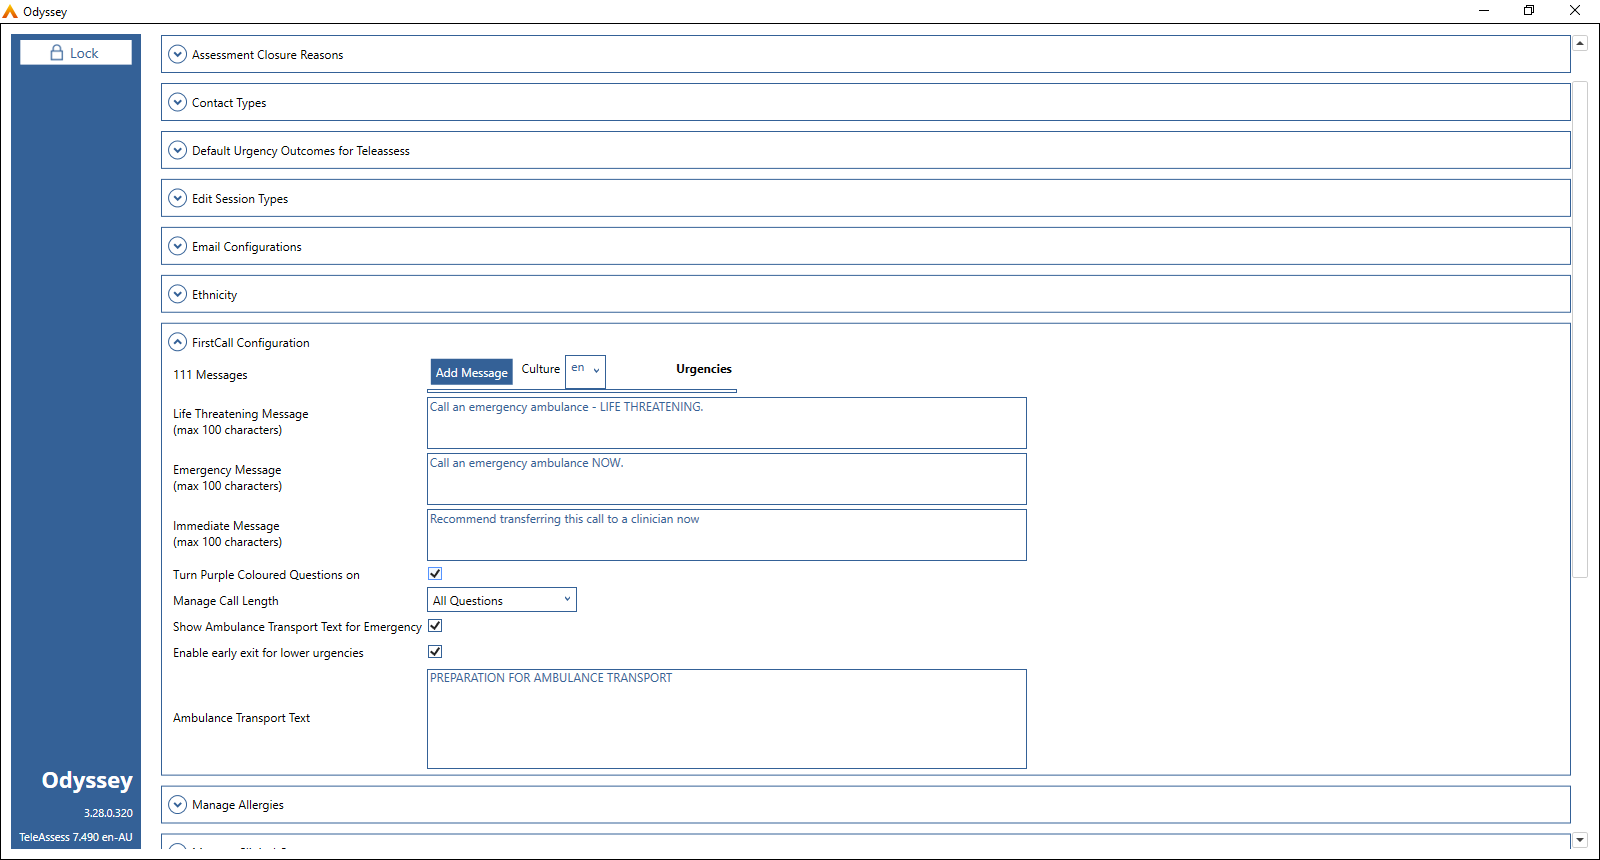 Odyssey
Lock
Assessment Closure Reasons
Contact Types
Default Urgency Outcomes for Teleassess
Edit Session Types
Email Configurations
Ethnicity
FirstCall Configuration
111 Messages
Add Message
Culture
en
Urgencies
Life Threatening Message
(max 100 characters)
Call an emergency ambulance - LIFE THREATENING.
Emergency Message
(max 100 characters)
Call an emergency ambulance NOW.
Immediate Message
(max 100 characters)
Recommend transferring this call to a clinician now
Turn Purple Coloured Questions on
Manage Call Length
All Questions
Show Ambulance Transport Text for Emergency
Enable early exit for lower urgencies
Ambulance Transport Text
PREPARATION FOR AMBULANCE TRANSPORT
Manage Allergies
Odyssey
3.28.0.320
TeleAssess 7.490 en-AU